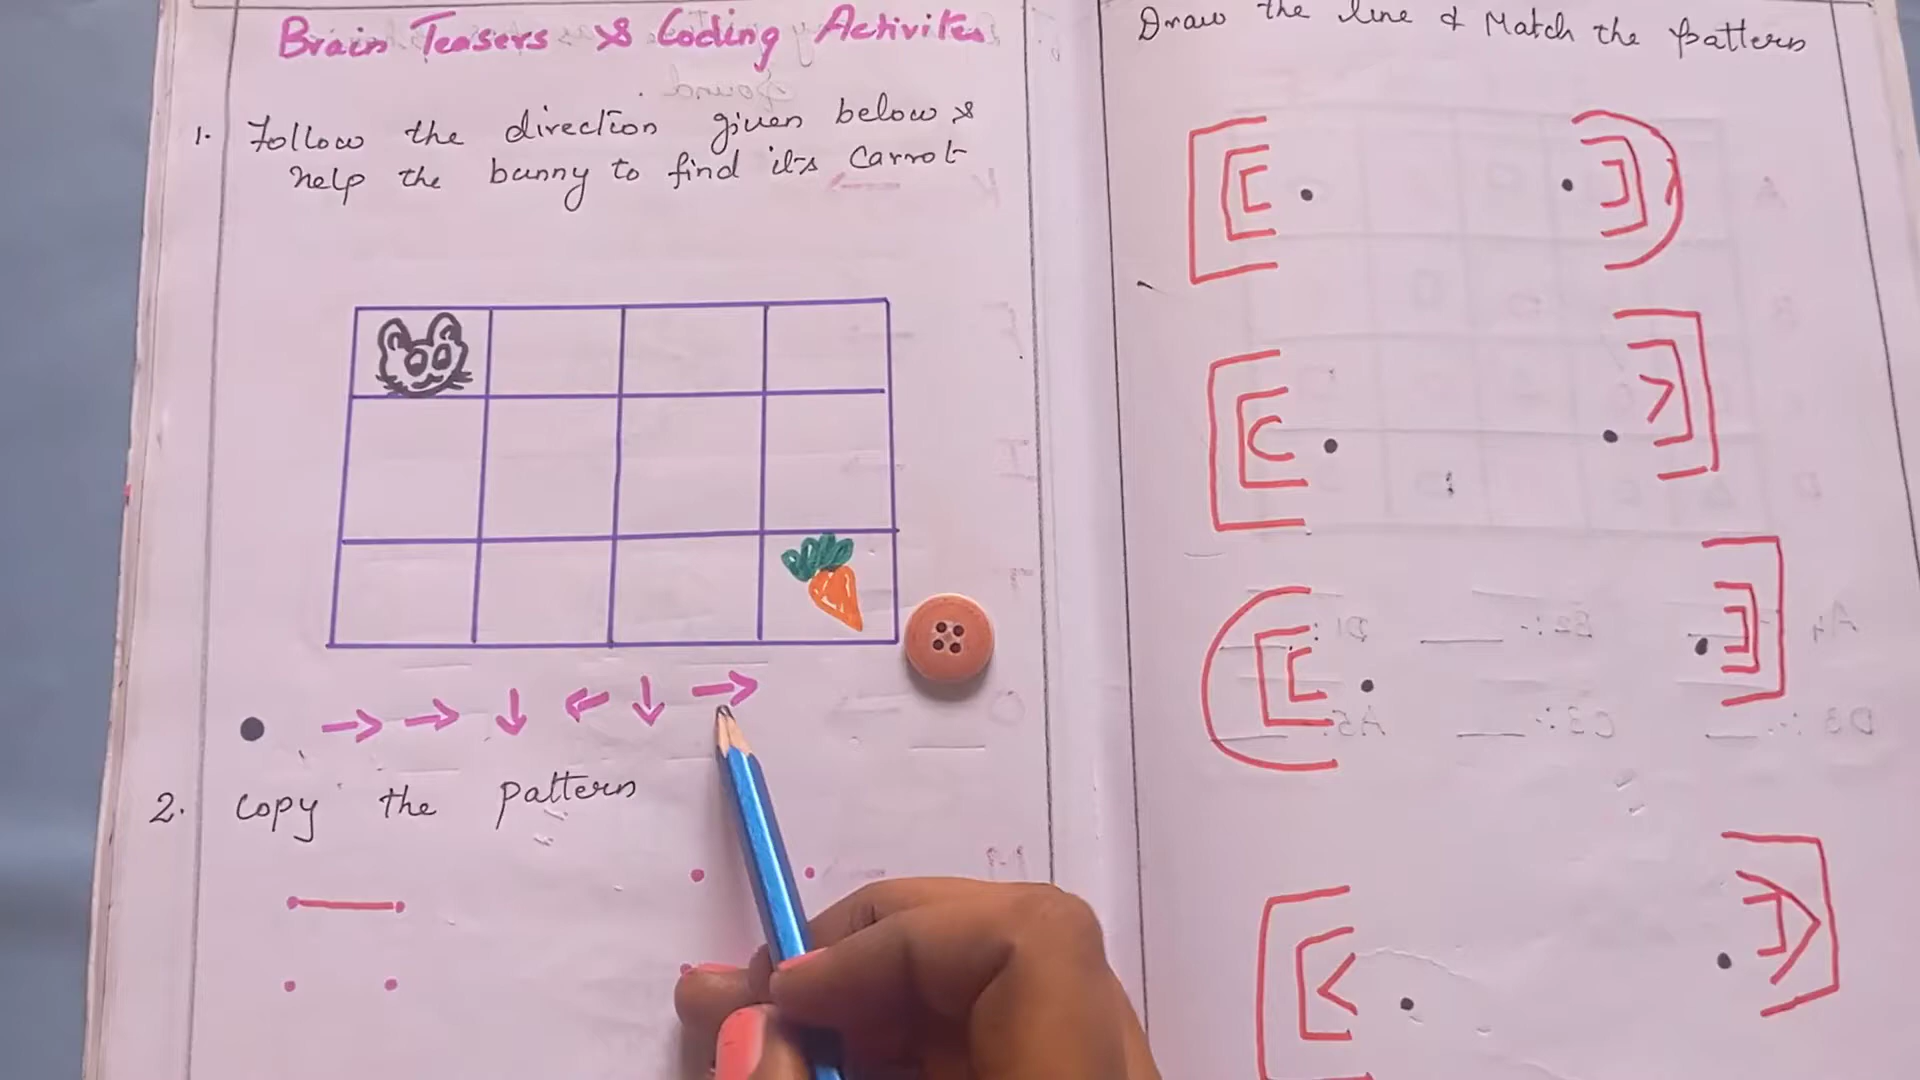 Brain Teasers & Coding Activites
1. Follow the direction given below &
help the bunny to find it's carrot
2. Copy the pattern
Draw the line & Match the pattern